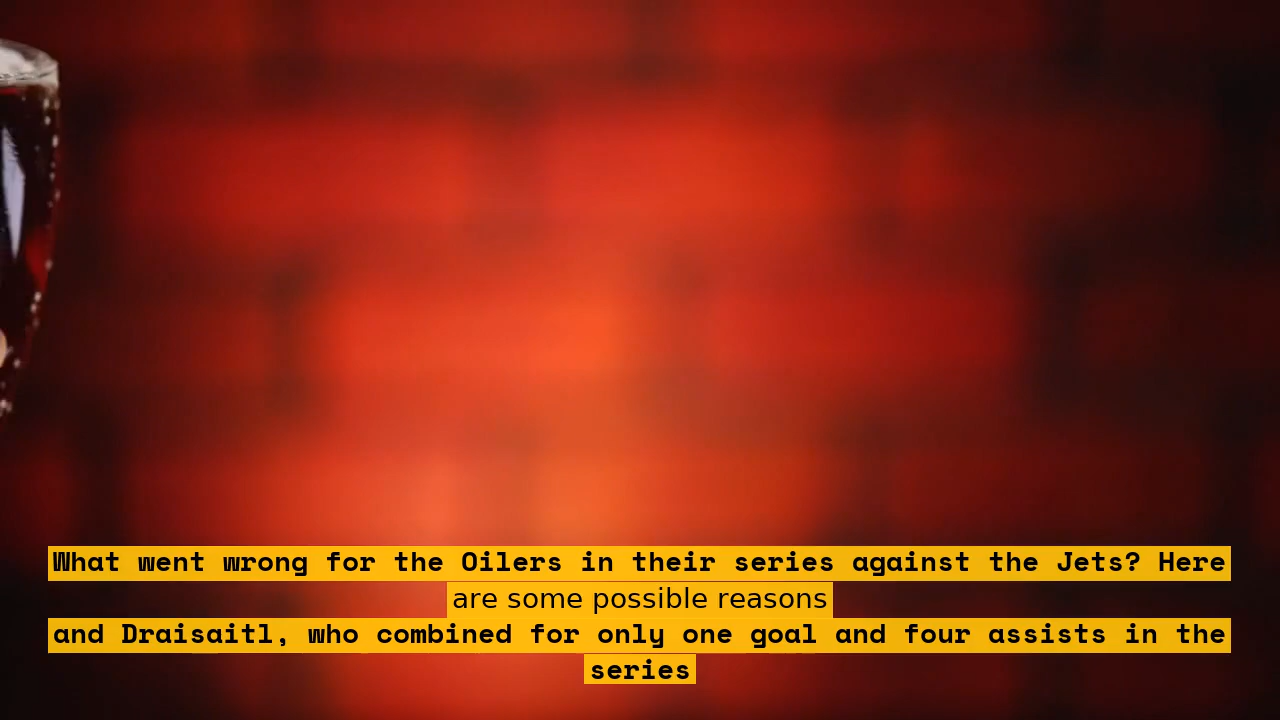 What went wrong for the Oilers in their series against the Jets? Here
are some possible reasons
and Draisaitl, who combined for only one goal and four assists in the
series